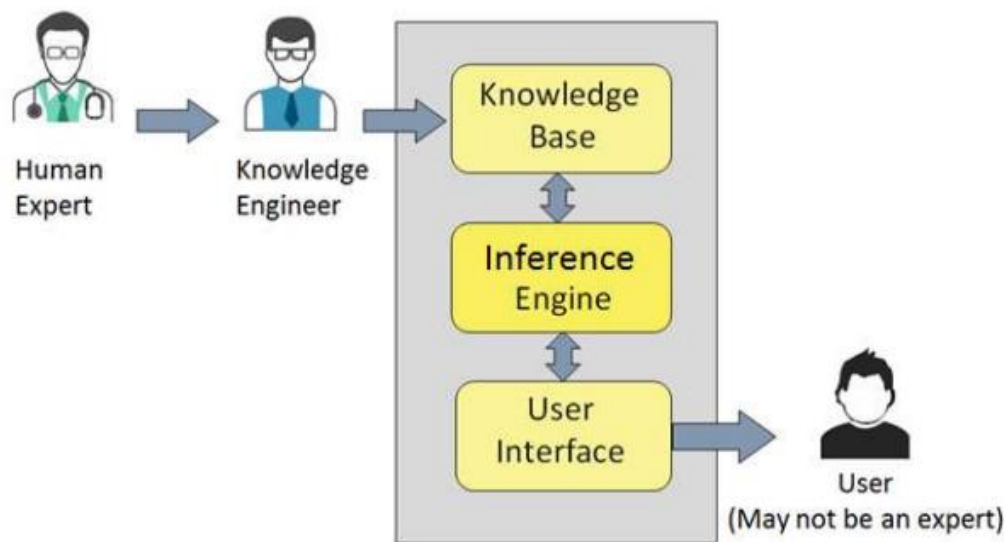 Human
Expert
Knowledge
Engineer
Knowledge
Base
Inference
Engine
User
Interface
User
(May not be an expert)